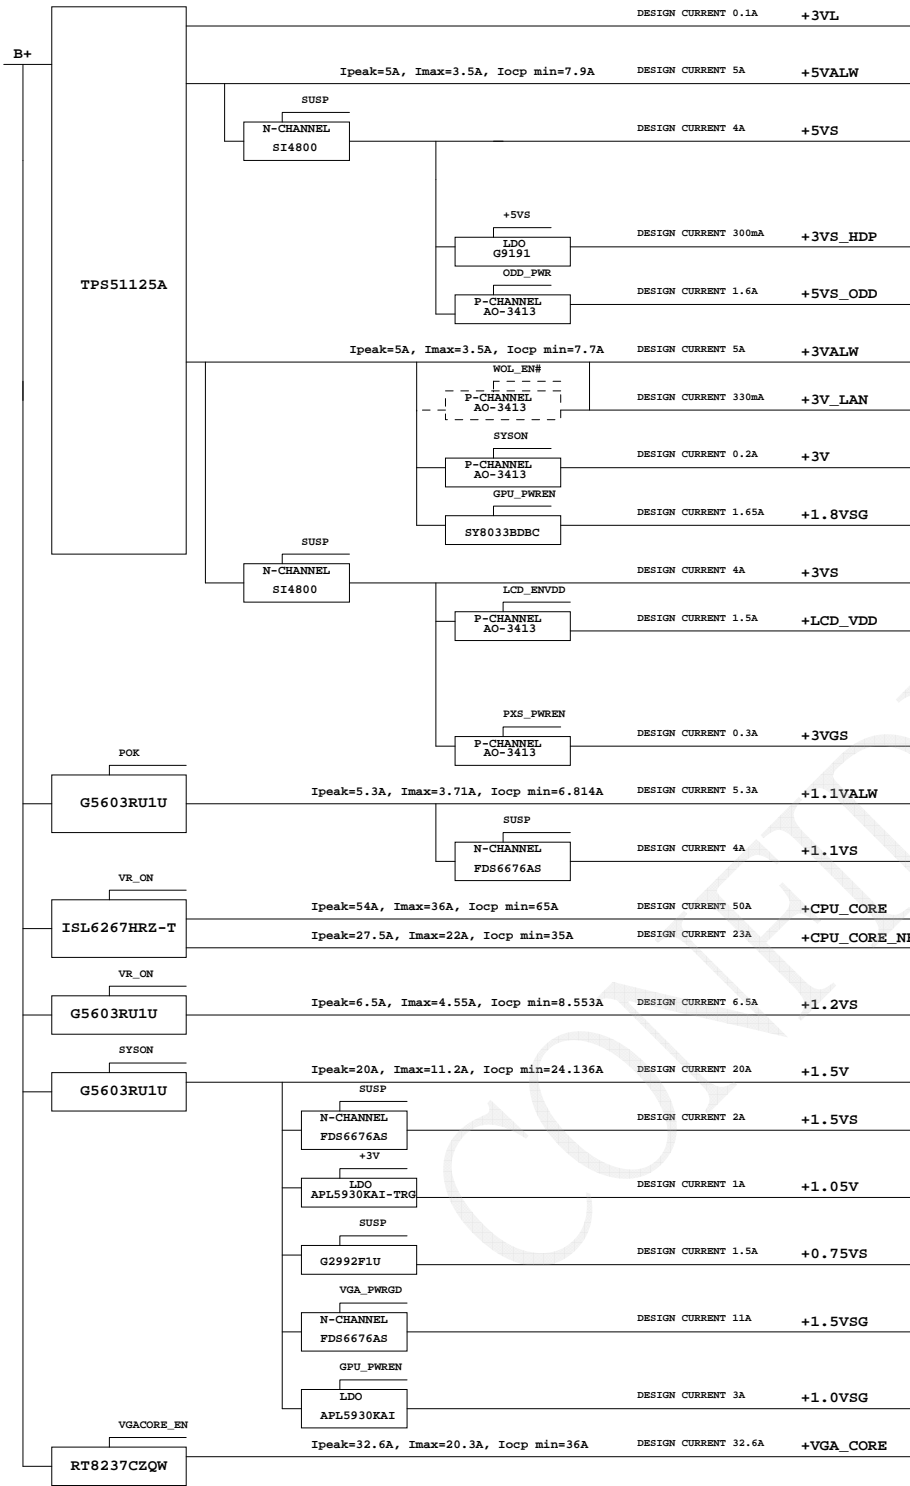 DESIGN CURRENT 0.1A +3VL
B+
Ipeak=5A, Imax=3.5A, Iocp min=7.9A DESIGN CURRENT 5A +5VALW
SUSP
N-CHANNEL
SI4800
DESIGN CURRENT 4A +5VS
+5VS
LDO
G9191
DESIGN CURRENT 300mA +3VS_HDP
ODD_PWR
P-CHANNEL
AO-3413
DESIGN CURRENT 1.6A +5VS_ODD
TPS51125A
Ipeak=5A, Imax=3.5A, Iocp min=7.7A DESIGN CURRENT 5A +3VALW
WOL_EN#
P-CHANNEL
AO-3413
DESIGN CURRENT 330mA +3V_LAN
SYSON
P-CHANNEL
AO-3413
DESIGN CURRENT 0.2A +3V
GPU_PWREN
SY8033BDBC
DESIGN CURRENT 1.65A +1.8VSG
SUSP
N-CHANNEL
SI4800
DESIGN CURRENT 4A +3VS
LCD_ENVDD
P-CHANNEL
AO-3413
DESIGN CURRENT 1.5A +LCD_VDD
PXS_PWREN
P-CHANNEL
AO-3413
DESIGN CURRENT 0.3A +3VGS
POK
G5603RU1U
Ipeak=5.3A, Imax=3.71A, Iocp min=6.814A DESIGN CURRENT 5.3A +1.1VALW
SUSP
N-CHANNEL
FDS6676AS
DESIGN CURRENT 4A +1.1VS
VR_ON
ISL6267HRZ-T
Ipeak=54A, Imax=36A, Iocp min=65A DESIGN CURRENT 50A +CPU_CORE
Ipeak=27.5A, Imax=22A, Iocp min=35A DESIGN CURRENT 23A
VR_ON
G5603RU1U
Ipeak=6.5A, Imax=4.55A, Iocp min=8.553A DESIGN CURRENT 6.5A +1.2VS
SYSON
G5603RU1U
Ipeak=20A, Imax=11.2A, Iocp min=24.136A DESIGN CURRENT 20A +1.5V
SUSP
N-CHANNEL
FDS6676AS
DESIGN CURRENT 2A +1.5VS
+3V
LDO
APL5930KAI-TRG
DESIGN CURRENT 1A +1.05V
SUSP
G2992F1U
DESIGN CURRENT 1.5A +0.75VS
VGA_PWRGD
N-CHANNEL
FDS6676AS
DESIGN CURRENT 11A +1.5VSG
GPU_PWREN
LDO
APL5930KAI
DESIGN CURRENT 3A +1.0VSG
VGACORE_EN
RT8237CZQW
Ipeak=32.6A, Imax=20.3A, Iocp min=36A DESIGN CURRENT 32.6A +VGA_CORE